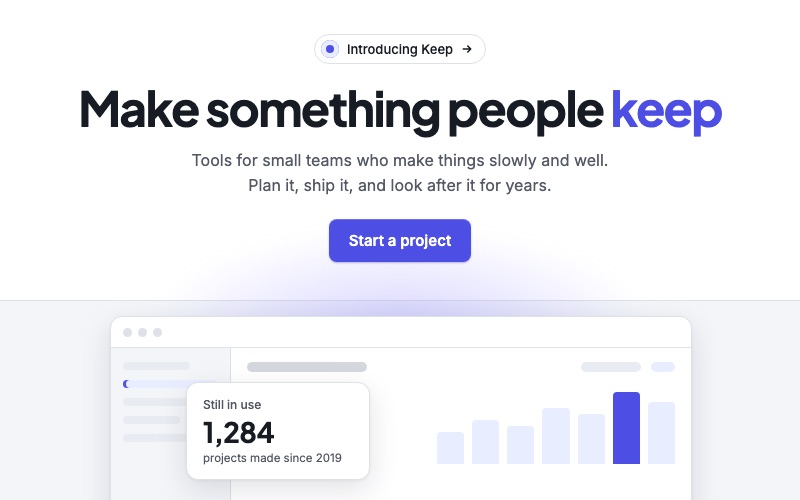 Introducing Keep →
Make something people keep
Tools for small teams who make things slowly and well.
Plan it, ship it, and look after it for years.
Start a project
Still in use
1,284
projects made since 2019